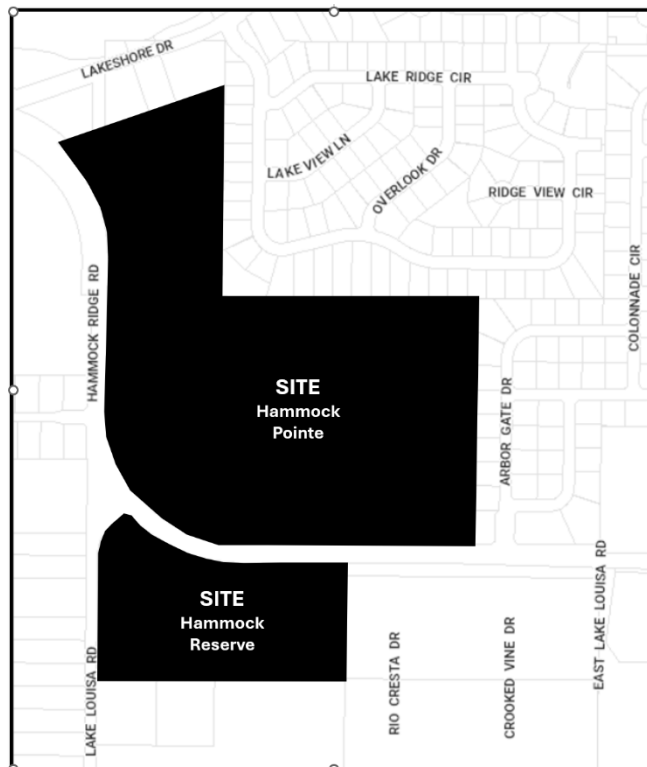 LAKESHORE DR
LAKE RIDGE CIR
LAKE VIEW LN
OVERLOOK DR
RIDGE VIEW CIR
COLONNADE CIR
HAMMOCK RIDGE RD
SITE
Hammock
Pointe
ARBOR GATE DR
SITE
Hammock
Reserve
LAKE LOUISA RD
RIO CRESTA DR
CROOKED VINE DR
EAST LAKE LOUISA RD